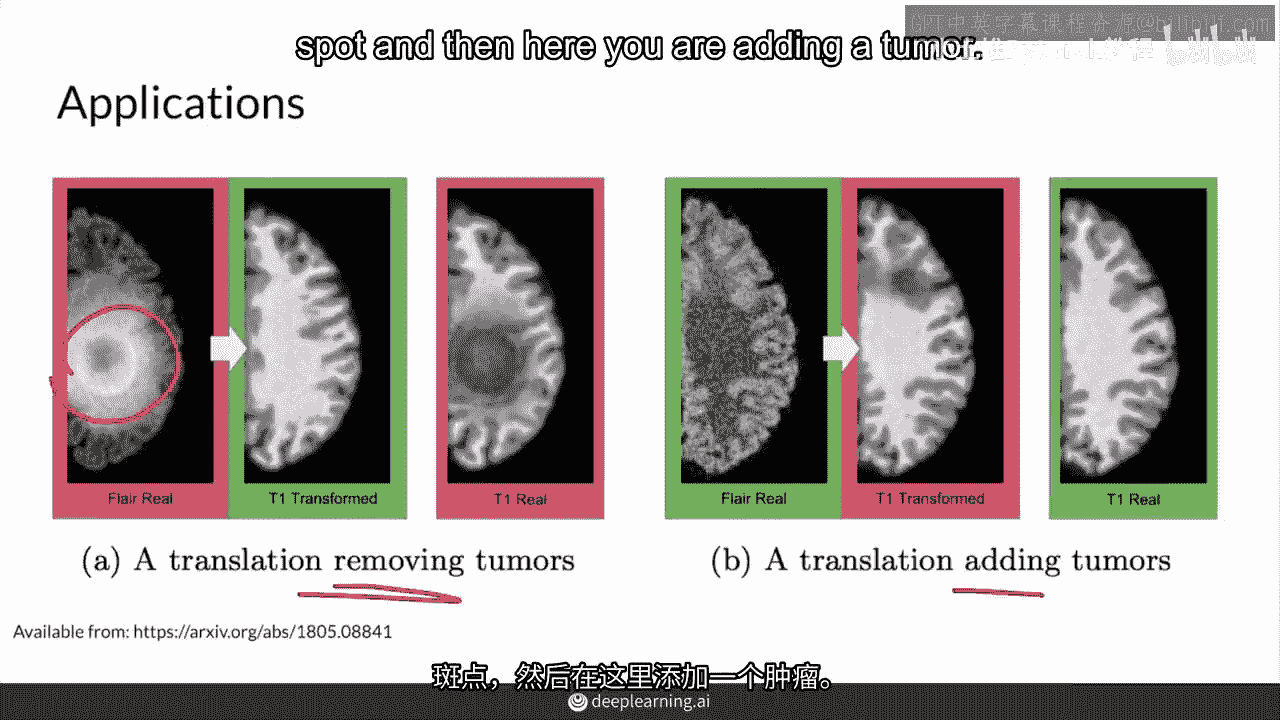 spot and then here you are adding a tumor.
Applications
Flair Real
T1 Transformed
T1 Real
Flair Real
T1 Transformed
T1 Real
(a) A translation removing tumors
(b) A translation adding tumors
Available from: https://arxiv.org/abs/1805.08841
斑点，然后在这里添加一个肿瘤。
deeplearning.ai